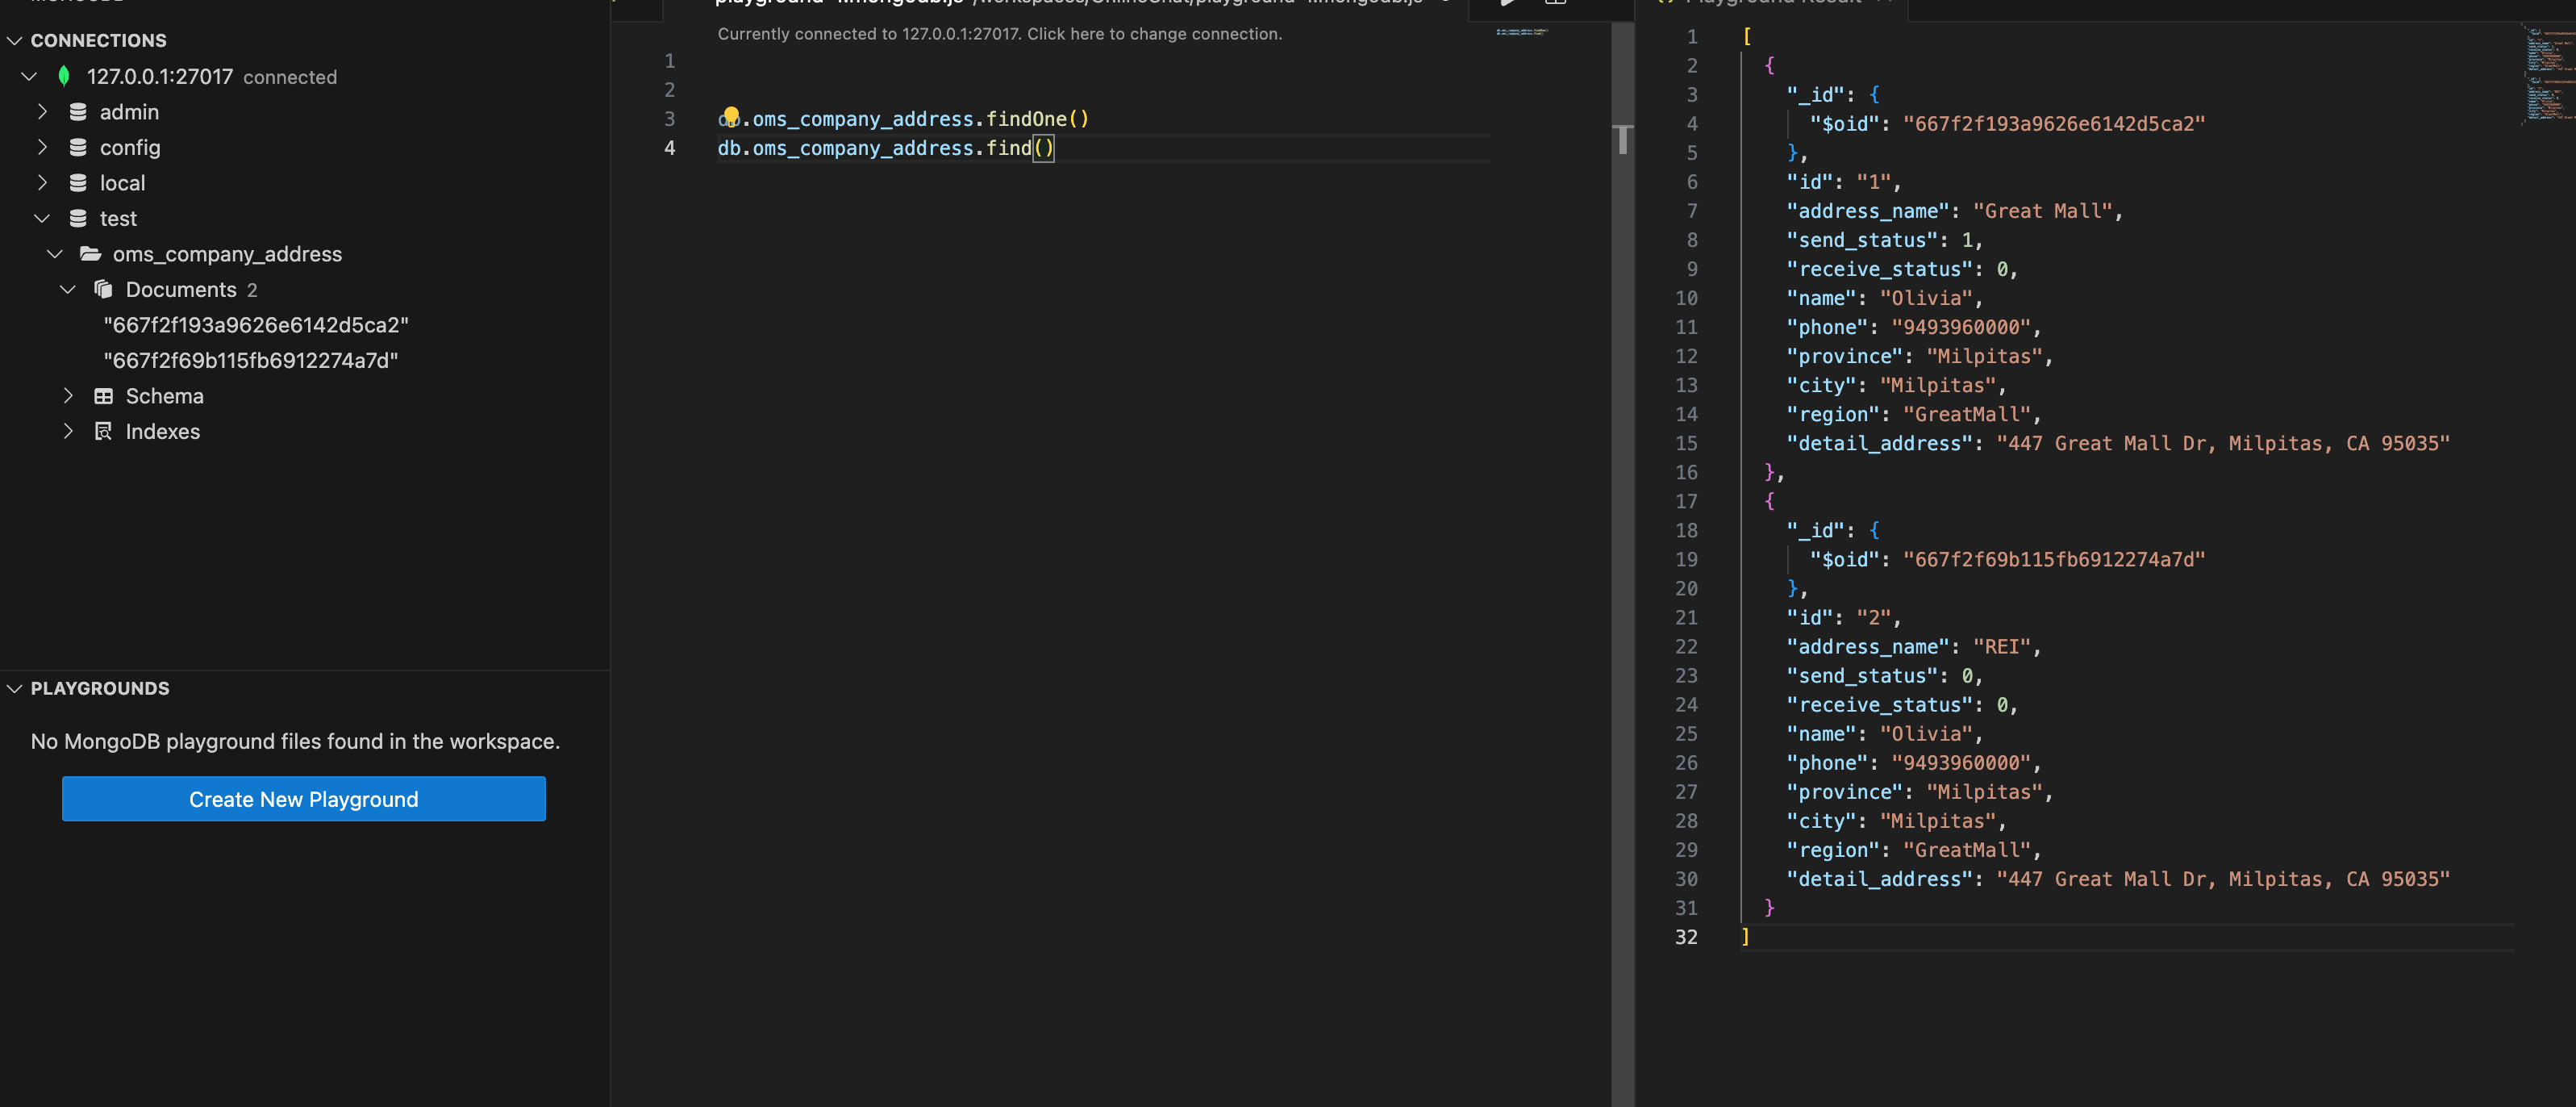 CONNECTIONS
127.0.0.1:27017 connected
admin
config
local
test
oms_company_address
Documents 2
"667f2f193a9626e6142d5ca2"
"667f2f69b115fb6912274a7d"
Schema
Indexes
PLAYGROUNDS
No MongoDB playground files found in the workspace.
Create New Playground
Currently connected to 127.0.0.1:27017. Click here to change connection.
1
2
3 db.oms_company_address.findOne()
4 db.oms_company_address.find()
Playground Result
1 [
2 {
3 "_id": {
4 "$oid": "667f2f193a9626e6142d5ca2"
5 },
6 "id": "1",
7 "address_name": "Great Mall",
8 "send_status": 1,
9 "receive_status": 0,
10 "name": "Olivia",
11 "phone": "9493960000",
12 "province": "Milpitas",
13 "city": "Milpitas",
14 "region": "GreatMall",
15 "detail_address": "447 Great Mall Dr, Milpitas, CA 95035"
16 },
17 {
18 "_id": {
19 "$oid": "667f2f69b115fb6912274a7d"
20 },
21 "id": "2",
22 "address_name": "REI",
23 "send_status": 0,
24 "receive_status": 0,
25 "name": "Olivia",
26 "phone": "9493960000",
27 "province": "Milpitas",
28 "city": "Milpitas",
29 "region": "GreatMall",
30 "detail_address": "447 Great Mall Dr, Milpitas, CA 95035"
31 }
32 ]